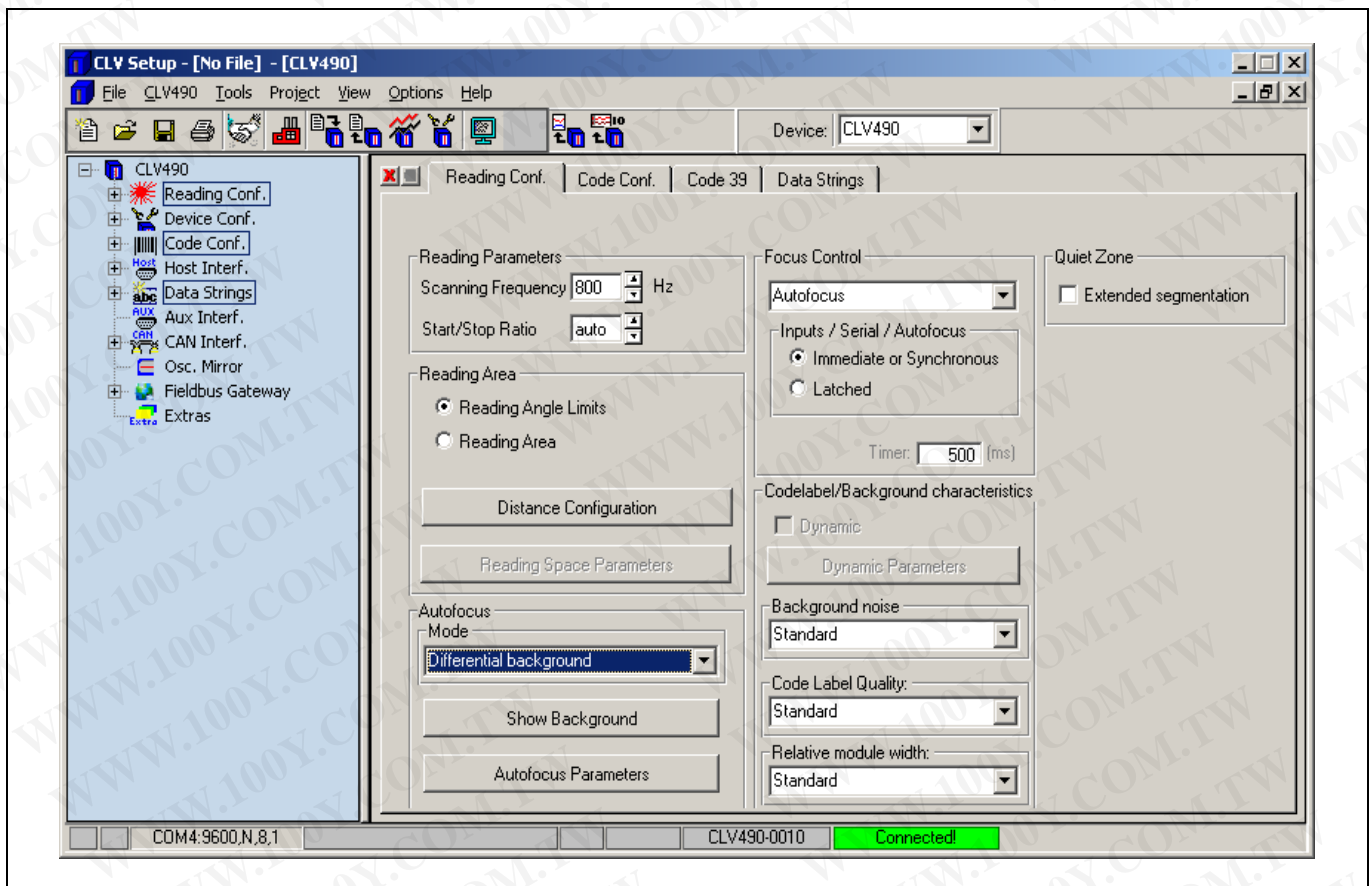 CLV Setup - [No File] - [CLV490]
File CLV490 Tools Project View Options Help
Device: CLV490
CLV490
Reading Conf.
Device Conf.
Code Conf.
Host Interf.
Data Strings
Aux Interf.
CAN Interf.
Osc. Mirror
Fieldbus Gateway
Extras
Reading Conf. Code Conf. Code 39 Data Strings
Reading Parameters
Scanning Frequency 800 Hz
Start/Stop Ratio auto
Reading Area
Reading Angle Limits
Reading Area
Distance Configuration
Reading Space Parameters
Autofocus
Mode
Differential background
Show Background
Autofocus Parameters
Focus Control
Autofocus
Inputs / Serial / Autofocus
Immediate or Synchronous
Latched
Timer: 500 (ms)
Codelabel/Background characteristics
Dynamic
Dynamic Parameters
Background noise
Standard
Code Label Quality:
Standard
Relative module width:
Standard
Quiet Zone
Extended segmentation
COM4:9600,N,8,1 CLV490-0010 Connected!
WWW.100Y.COM.TW